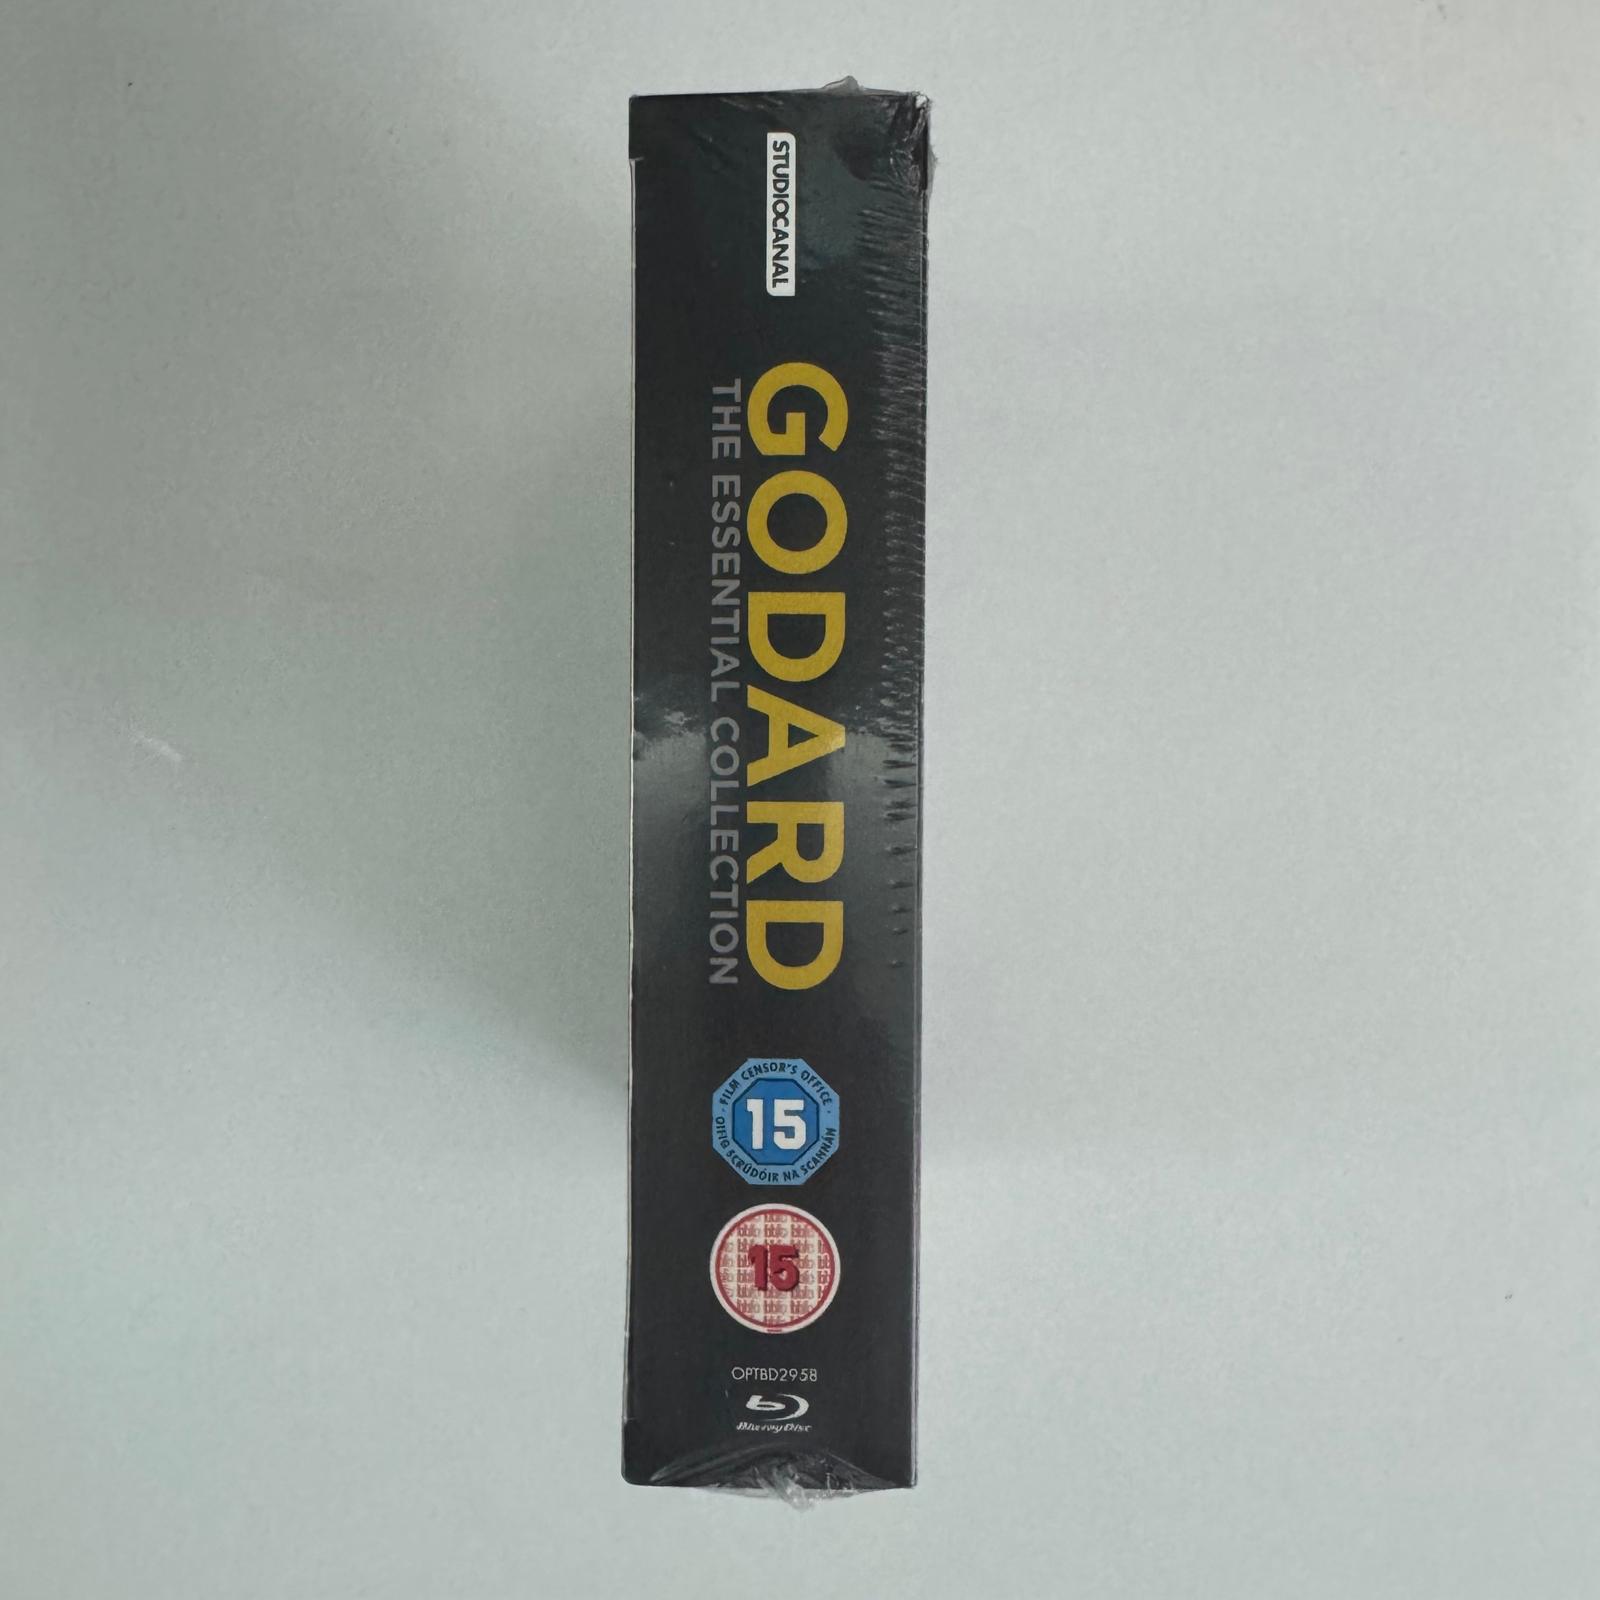 STUDIOCANAL
GODARD
THE ESSENTIAL COLLECTION
· FILM CENSOR'S OFFICE ·
15
OIFIG SCRÚDÓIR NA SCANNÁN
15
OPTBD2958
Blu-ray Disc